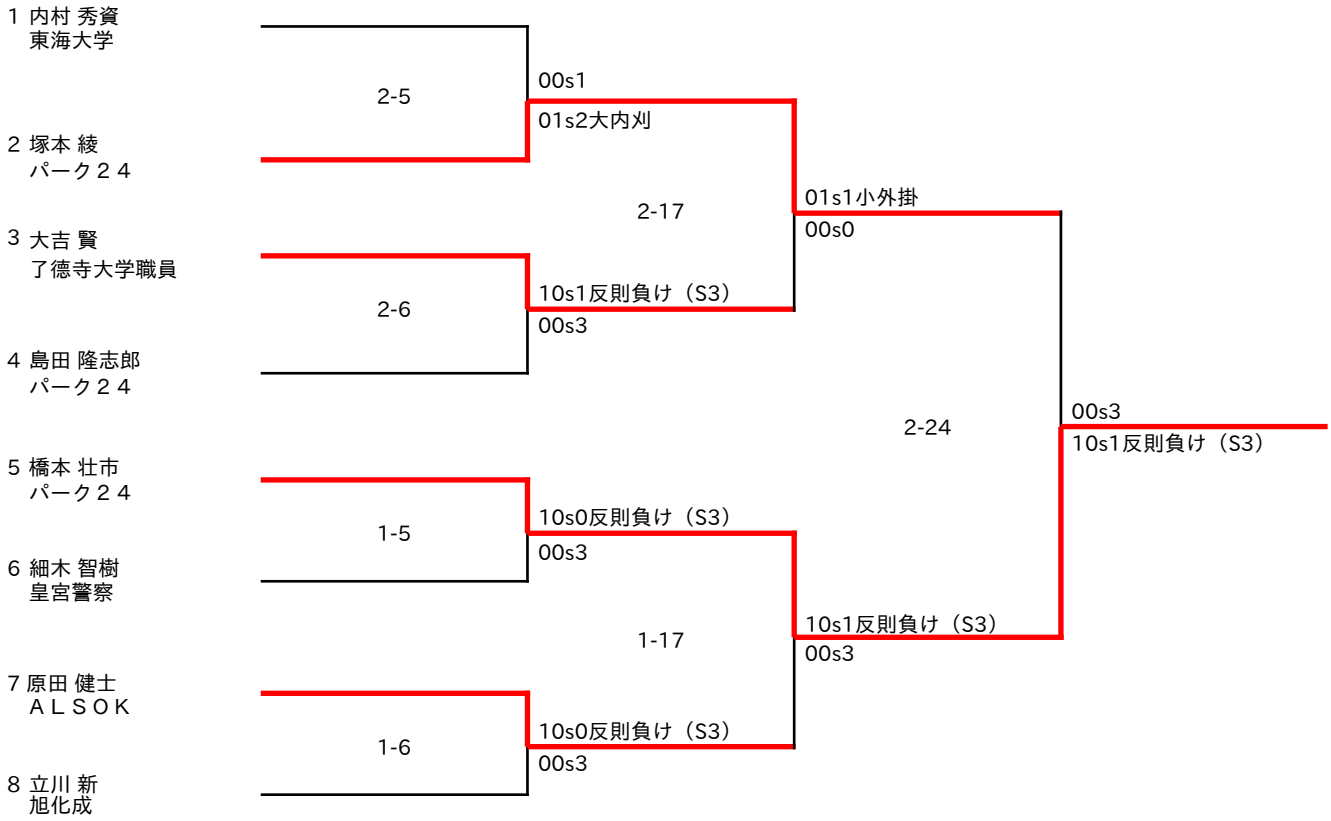 1 内村 秀資
東海大学
2-5
00s1
01s2大内刈
2 塚本 綾
パーク２４
2-17
01s1小外掛
00s0
3 大吉 賢
了德寺大学職員
2-6
10s1反則負け（S3）
00s3
4 島田 隆志郎
パーク２４
2-24
00s3
10s1反則負け（S3）
5 橋本 壮市
パーク２４
1-5
10s0反則負け（S3）
00s3
6 細木 智樹
皇宮警察
1-17
10s1反則負け（S3）
00s3
7 原田 健士
ＡＬＳＯＫ
1-6
10s0反則負け（S3）
00s3
8 立川 新
旭化成